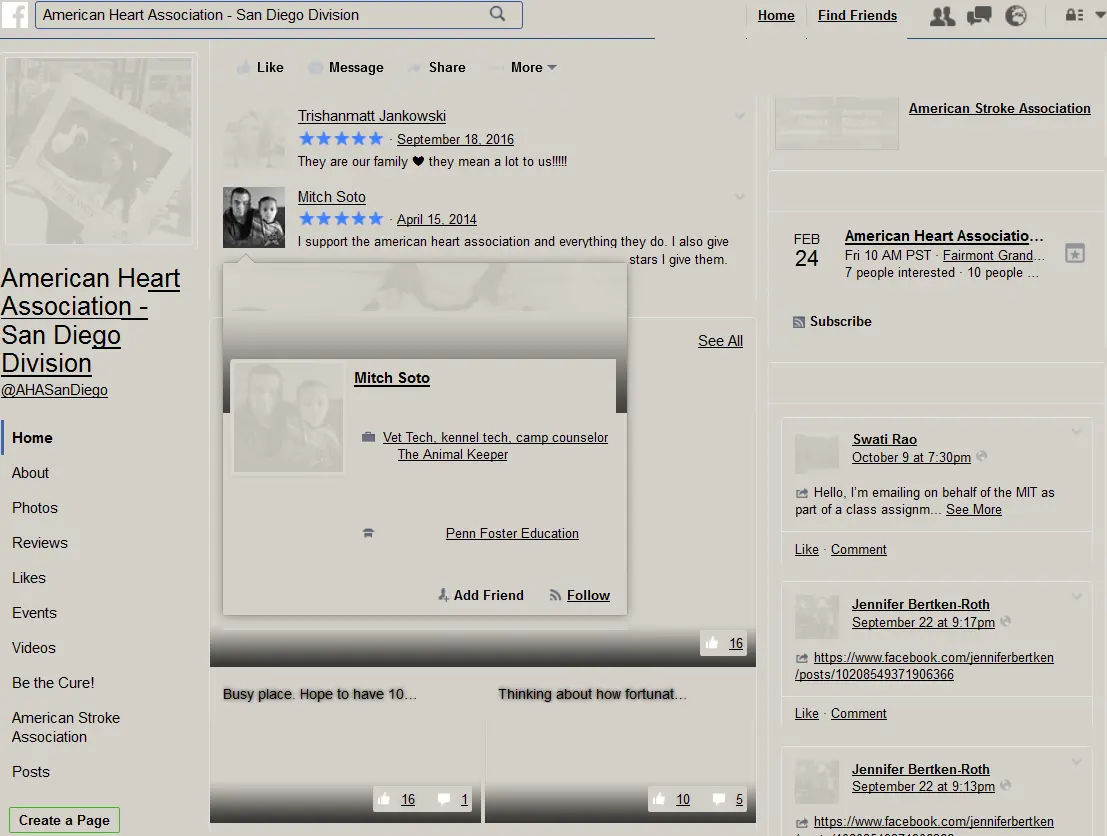 American Heart Association - San Diego Division
Home
Find Friends
Like
Message
Share
More
Trishanmatt Jankowski
· September 18, 2016
They are our family ♥ they mean a lot to us!!!!!
Mitch Soto
· April 15, 2014
I support the american heart association and everything they do. I also give
stars I give them.
Mitch Soto
Vet Tech, kennel tech, camp counselor
The Animal Keeper
Penn Foster Education
Add Friend
Follow
See All
16
Busy place. Hope to have 10...
16
1
Thinking about how fortunat...
10
5
American Heart
Association -
San Diego
Division
@AHASanDiego
Home
About
Photos
Reviews
Likes
Events
Videos
Be the Cure!
American Stroke
Association
Posts
Create a Page
American Stroke Association
FEB
24
American Heart Associatio...
Fri 10 AM PST · Fairmont Grand...
7 people interested · 10 people ...
Subscribe
Swati Rao
October 9 at 7:30pm
Hello, I'm emailing on behalf of the MIT as
part of a class assignm... See More
Like · Comment
Jennifer Bertken-Roth
September 22 at 9:17pm
https://www.facebook.com/jenniferbertken
/posts/10208549371906366
Like · Comment
Jennifer Bertken-Roth
September 22 at 9:13pm
https://www.facebook.com/jenniferbertken